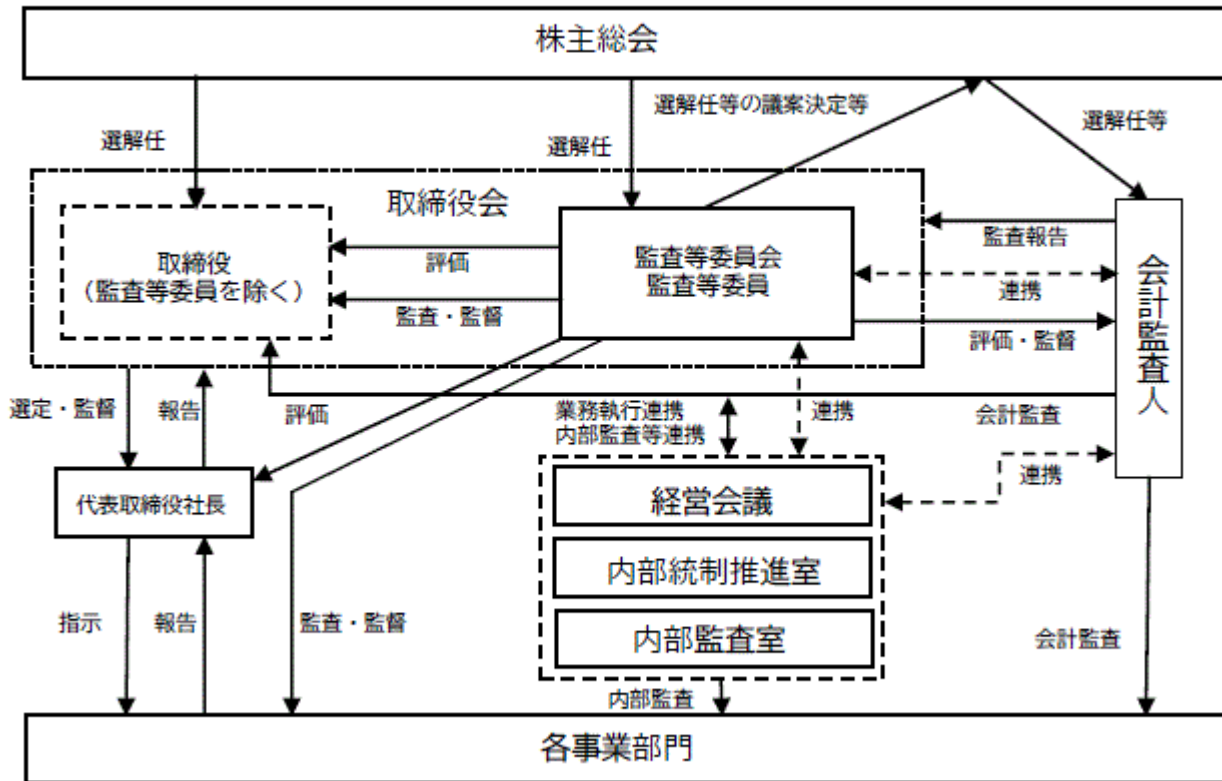 株主総会
選解任
選解任
選解任等の議案決定等
選解任等
取締役会
取締役
(監査等委員を除く)
評価
監査・監督
監査等委員会
監査等委員
監査報告
連携
評価・監督
会計監査人
選定・監督
報告
評価
業務執行連携
内部監査等連携
連携
会計監査
連携
代表取締役社長
経営会議
内部統制推進室
内部監査室
指示
報告
監査・監督
内部監査
会計監査
各事業部門